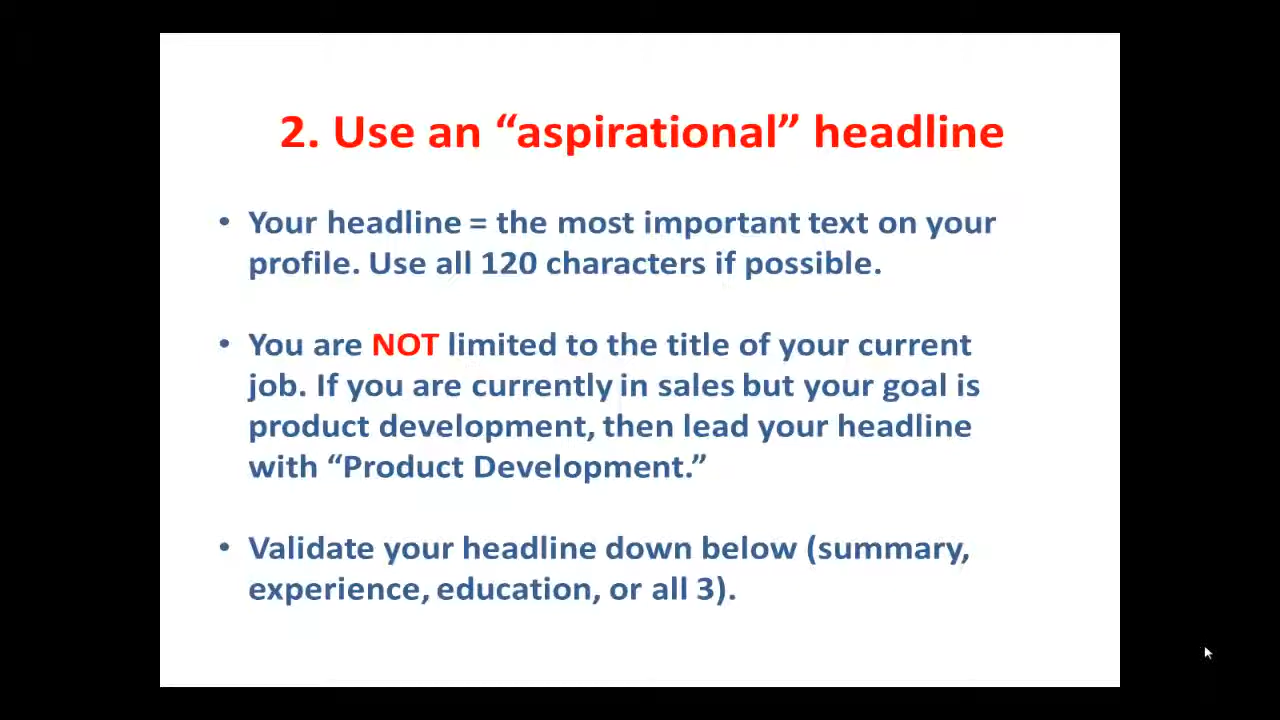 2. Use an “aspirational” headline
• Your headline = the most important text on your
profile. Use all 120 characters if possible.
• You are NOT limited to the title of your current
job. If you are currently in sales but your goal is
product development, then lead your headline
with “Product Development.”
• Validate your headline down below (summary,
experience, education, or all 3).